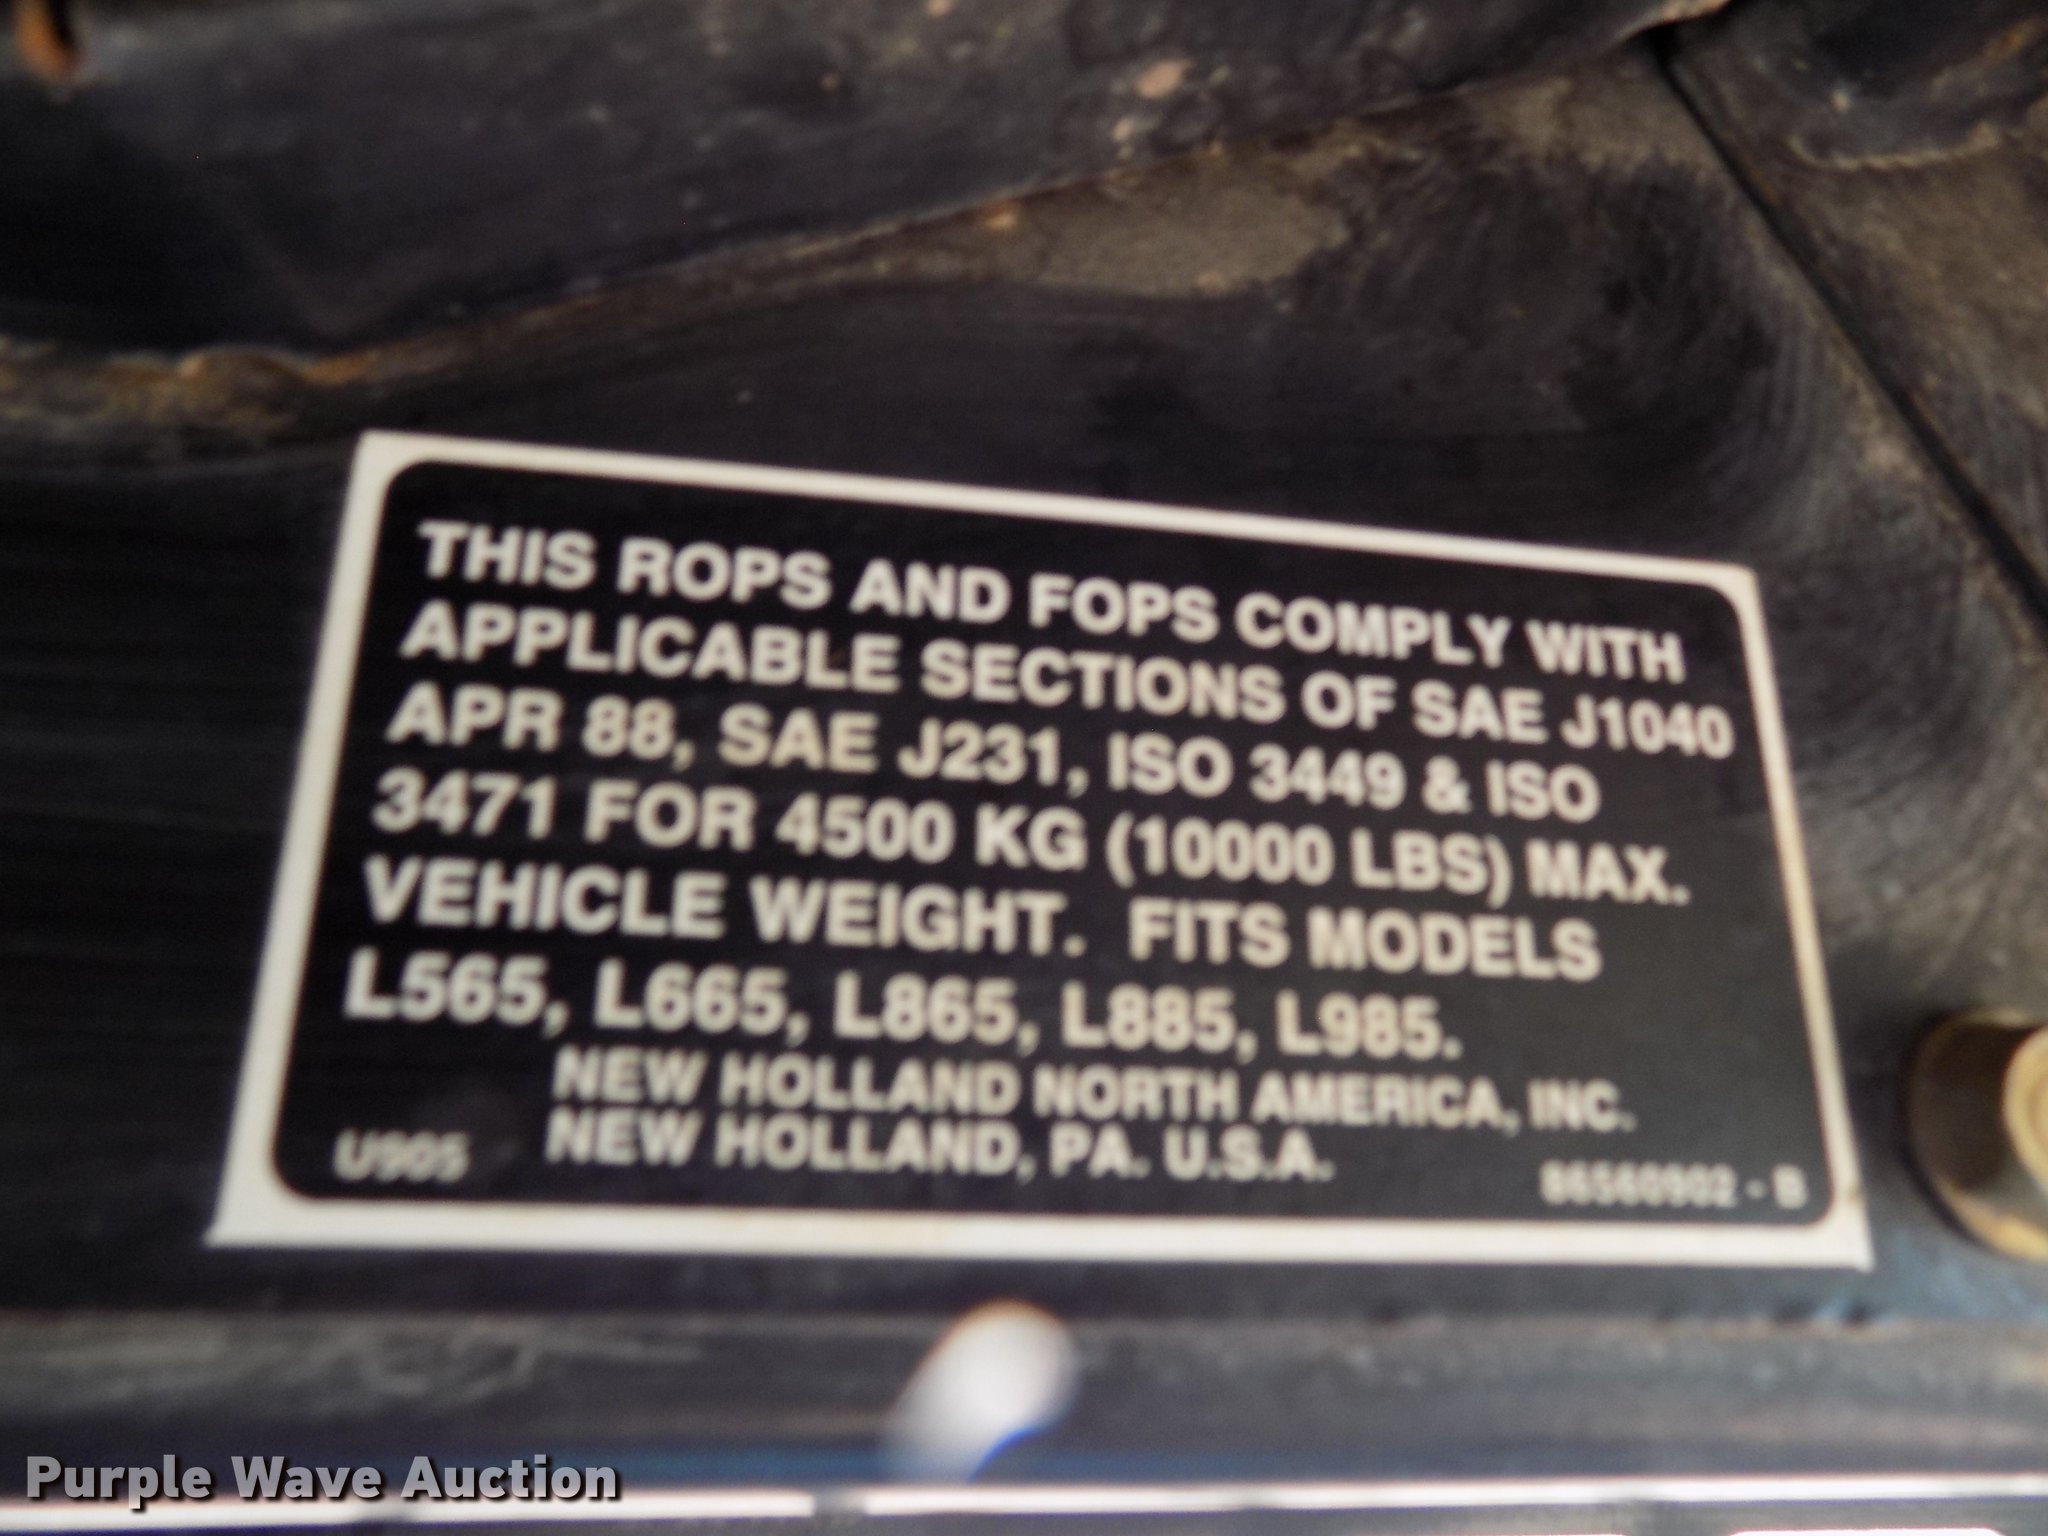 THIS ROPS AND FOPS COMPLY WITH
APPLICABLE SECTIONS OF SAE J1040
APR 88, SAE J231, ISO 3449 & ISO
3471 FOR 4500 KG (10000 LBS) MAX.
VEHICLE WEIGHT. FITS MODELS
L565, L665, L865, L885, L985.
NEW HOLLAND NORTH AMERICA, INC.
NEW HOLLAND, PA. U.S.A.
U905
86560902 - B
Purple Wave Auction